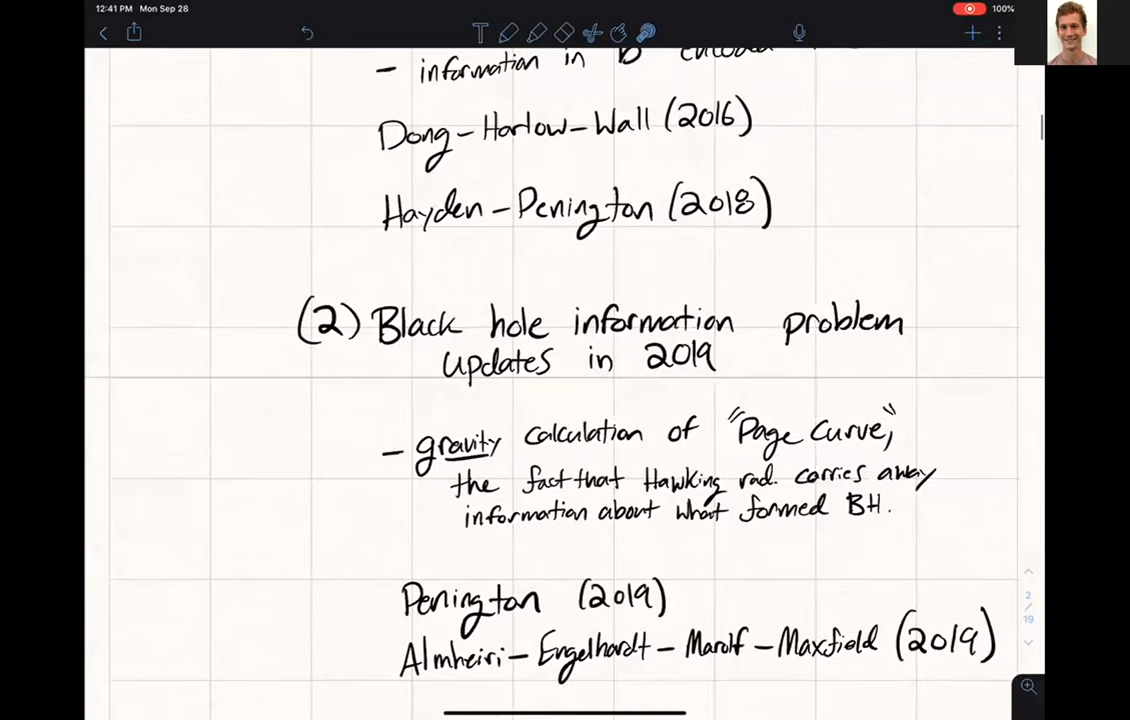 12:41 PM Mon Sep 28
100%
- information in
Dong-Harlow-Wall (2016)
Hayden-Penington (2018)
(2) Black hole information problem
updates in 2019
- gravity calculation of "Page Curve,"
the fact that Hawking rad. carries away
information about what formed BH.
Penington (2019)
Almheiri-Engelhardt-Marolf-Maxfield (2019)
2
/
19